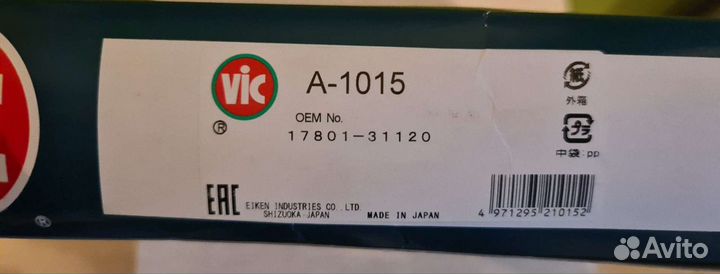 VIC
®
A-1015
OEM No.
17801-31120
紙
外箱
プラ
中袋:PP
EAC
EIKEN INDUSTRIES CO.,LTD.
SHIZUOKA-JAPAN
MADE IN JAPAN
4 971295 210152
®
Avito